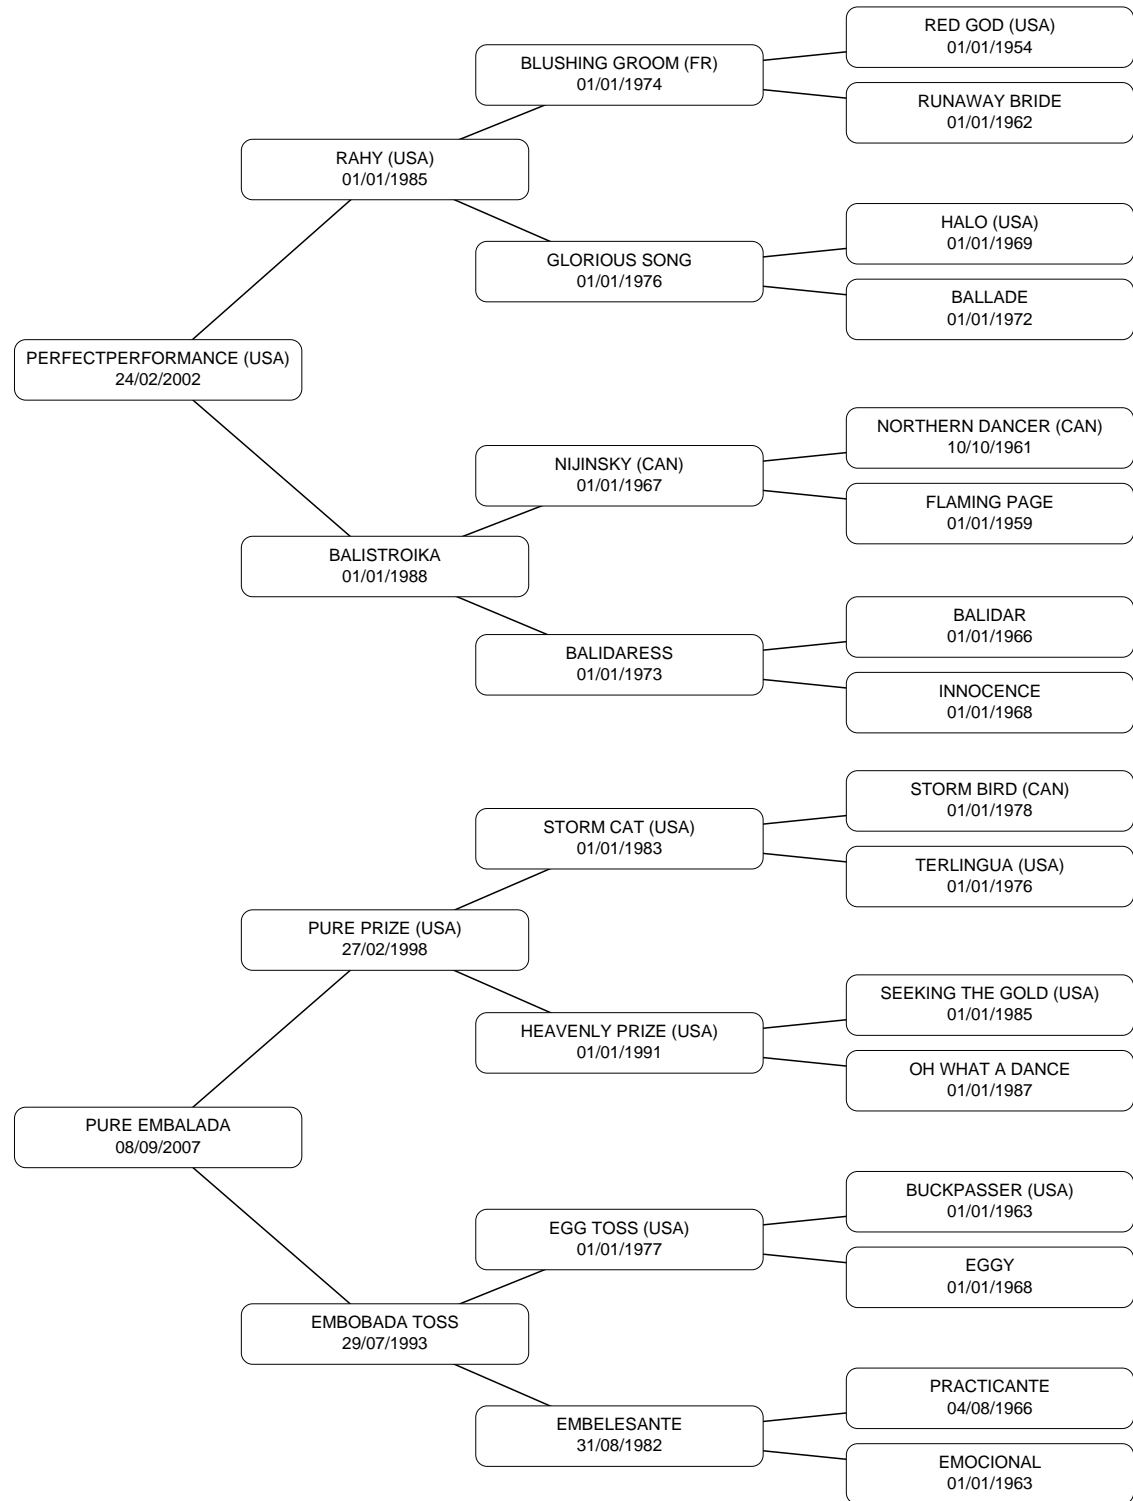 RED GOD (USA)
01/01/1954
BLUSHING GROOM (FR)
01/01/1974
RUNAWAY BRIDE
01/01/1962
RAHY (USA)
01/01/1985
HALO (USA)
01/01/1969
GLORIOUS SONG
01/01/1976
BALLADE
01/01/1972
PERFECTPERFORMANCE (USA)
24/02/2002
NORTHERN DANCER (CAN)
10/10/1961
NIJINSKY (CAN)
01/01/1967
FLAMING PAGE
01/01/1959
BALISTROIKA
01/01/1988
BALIDAR
01/01/1966
BALIDARESS
01/01/1973
INNOCENCE
01/01/1968
STORM BIRD (CAN)
01/01/1978
STORM CAT (USA)
01/01/1983
TERLINGUA (USA)
01/01/1976
PURE PRIZE (USA)
27/02/1998
SEEKING THE GOLD (USA)
01/01/1985
HEAVENLY PRIZE (USA)
01/01/1991
OH WHAT A DANCE
01/01/1987
PURE EMBALADA
08/09/2007
BUCKPASSER (USA)
01/01/1963
EGG TOSS (USA)
01/01/1977
EGGY
01/01/1968
EMBOBADA TOSS
29/07/1993
PRACTICANTE
04/08/1966
EMBELESANTE
31/08/1982
EMOCIONAL
01/01/1963